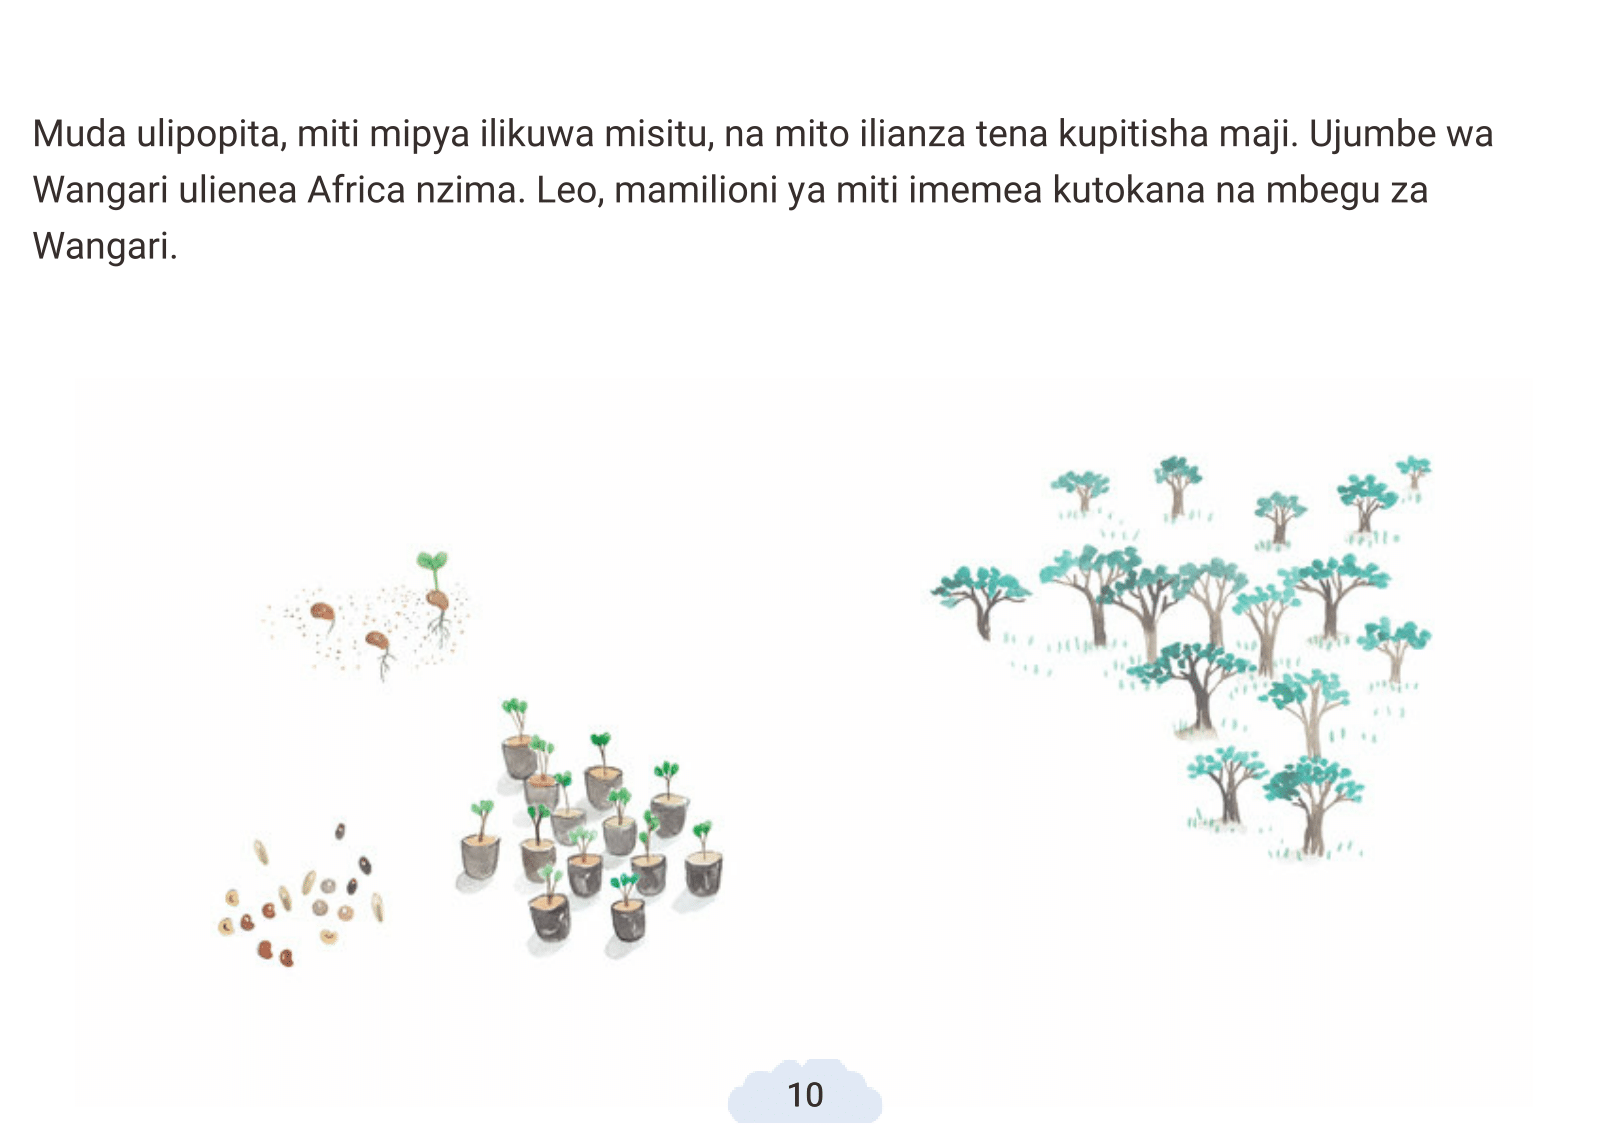 Muda ulipopita, miti mipya ilikuwa misitu, na mito ilianza tena kupitisha maji. Ujumbe wa
Wangari ulienea Africa nzima. Leo, mamilioni ya miti imemea kutokana na mbegu za
Wangari.
10